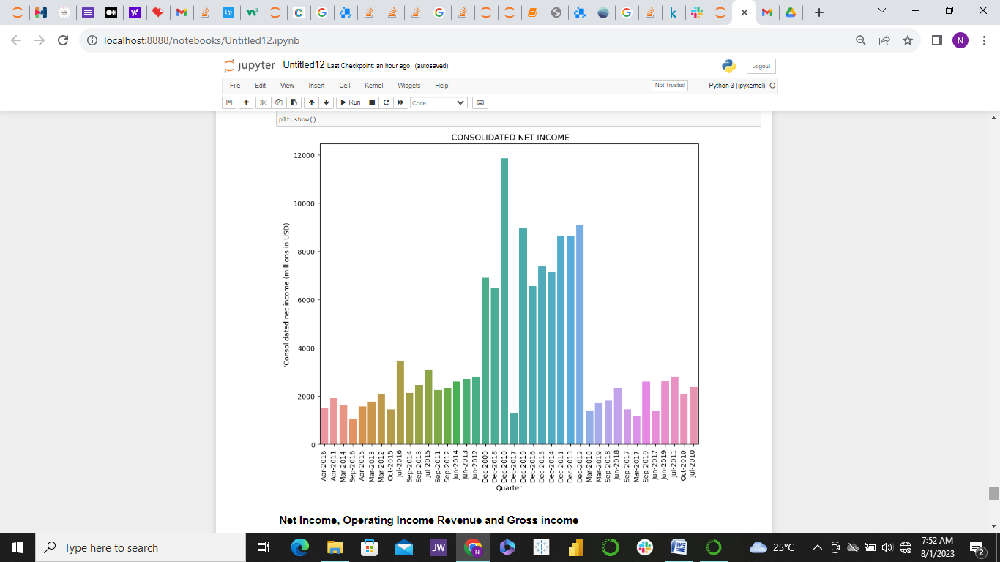 localhost:8888/notebooks/Untitled12.ipynb
N
jupyter Untitled12 Last Checkpoint: an hour ago (autosaved)
Logout
File Edit View Insert Cell Kernel Widgets Help
Not Trusted
Python 3 (ipykernel)
Run
Code
plt.show()
CONSOLIDATED NET INCOME
'Consolidated net income (millions in USD)
12000
10000
8000
6000
4000
2000
0
Apr-2016
Apr-2011
Mar-2014
Sep-2016
Apr-2015
Mar-2013
Mar-2012
Oct-2015
Jul-2016
Sep-2014
Sep-2013
Jul-2015
Sep-2011
Sep-2012
Jun-2014
Jun-2013
Jun-2012
Dec-2009
Dec-2018
Dec-2010
Dec-2017
Dec-2019
Dec-2016
Dec-2015
Dec-2014
Dec-2011
Dec-2013
Dec-2012
Mar-2018
Mar-2019
Sep-2018
Jun-2018
Sep-2017
Mar-2017
Sep-2019
Jun-2017
Jun-2019
Jul-2011
Oct-2010
Jul-2010
Quarter
Net Income, Operating Income Revenue and Gross income
Type here to search
JW
N
25°C
7:52 AM
8/1/2023
2